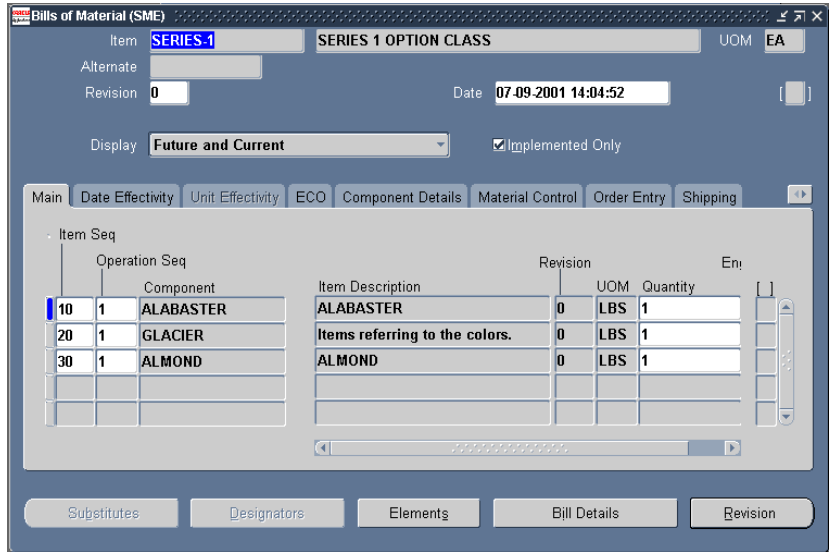 Bills of Material (SME)
Item SERIES-1 SERIES 1 OPTION CLASS UOM EA
Alternate
Revision 0 Date 07-09-2001 14:04:52 [ ]
Display Future and Current Implemented Only
Main Date Effectivity Unit Effectivity ECO Component Details Material Control Order Entry Shipping
Item Seq
Operation Seq Revision Eng
Component Item Description UOM Quantity [ ]
10 1 ALABASTER ALABASTER 0 LBS 1
20 1 GLACIER Items referring to the colors. 0 LBS 1
30 1 ALMOND ALMOND 0 LBS 1
Substitutes Designators Elements Bill Details Revision